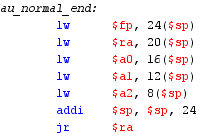 au_normal_end:
lw $fp, 24($sp)
lw $ra, 20($sp)
lw $a0, 16($sp)
lw $a1, 12($sp)
lw $a2, 8($sp)
addi $sp, $sp, 24
jr $ra